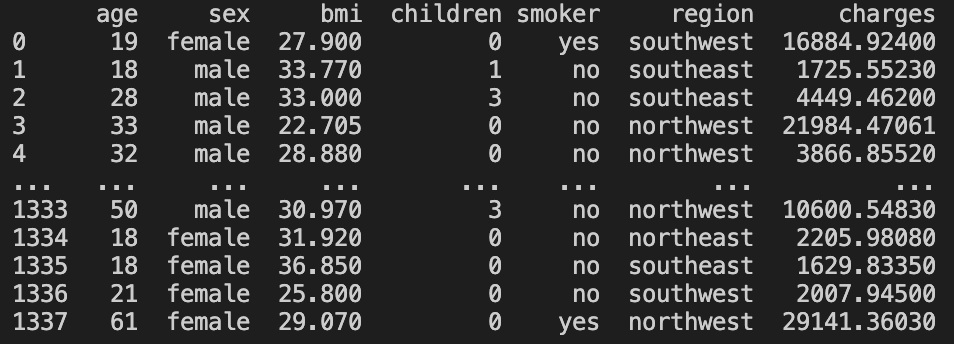 age sex bmi children smoker region charges
0 19 female 27.900 0 yes southwest 16884.92400
1 18 male 33.770 1 no southeast 1725.55230
2 28 male 33.000 3 no southeast 4449.46200
3 33 male 22.705 0 no northwest 21984.47061
4 32 male 28.880 0 no northwest 3866.85520
... ... ... ... ... ... ... ...
1333 50 male 30.970 3 no northwest 10600.54830
1334 18 female 31.920 0 no northeast 2205.98080
1335 18 female 36.850 0 no southeast 1629.83350
1336 21 female 25.800 0 no southwest 2007.94500
1337 61 female 29.070 0 yes northwest 29141.36030